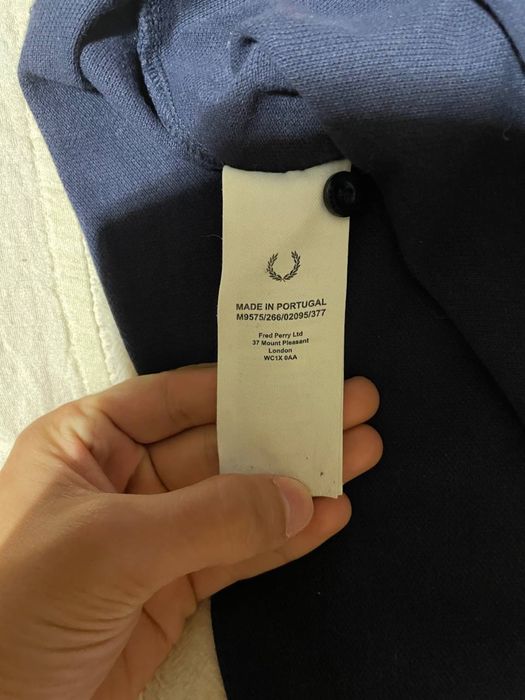 MADE IN PORTUGAL
M9575/266/02095/377
Fred Perry Ltd
37 Mount Pleasant
London
WC1X 0AA